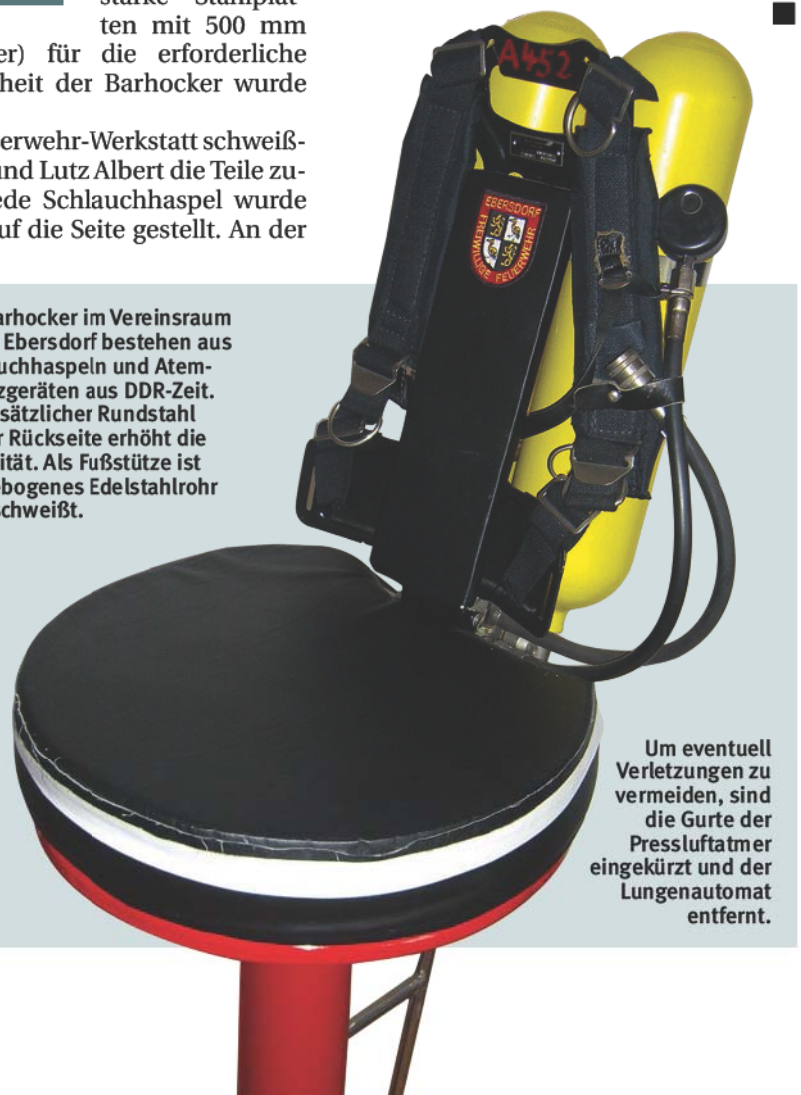 starke Stahlplat-
ten mit 500 mm
er) für die erforderliche
heit der Barhocker wurde
erwehr-Werkstatt schweiß-
und Lutz Albert die Teile zu-
ede Schlauchhaspel wurde
uf die Seite gestellt. An der
arhocker im Vereinsraum
Ebersdorf bestehen aus
uchhaspeln und Atem-
zgeräten aus DDR-Zeit.
sätzlicher Rundstahl
r Rückseite erhöht die
ität. Als Fußstütze ist
ebogenes Edelstahlrohr
schweißt.
A452
EBERSDORF
FREIWILLIGE FEUERWEHR
Um eventuell
Verletzungen zu
vermeiden, sind
die Gurte der
Pressluftatmer
eingekürzt und der
Lungenautomat
entfernt.